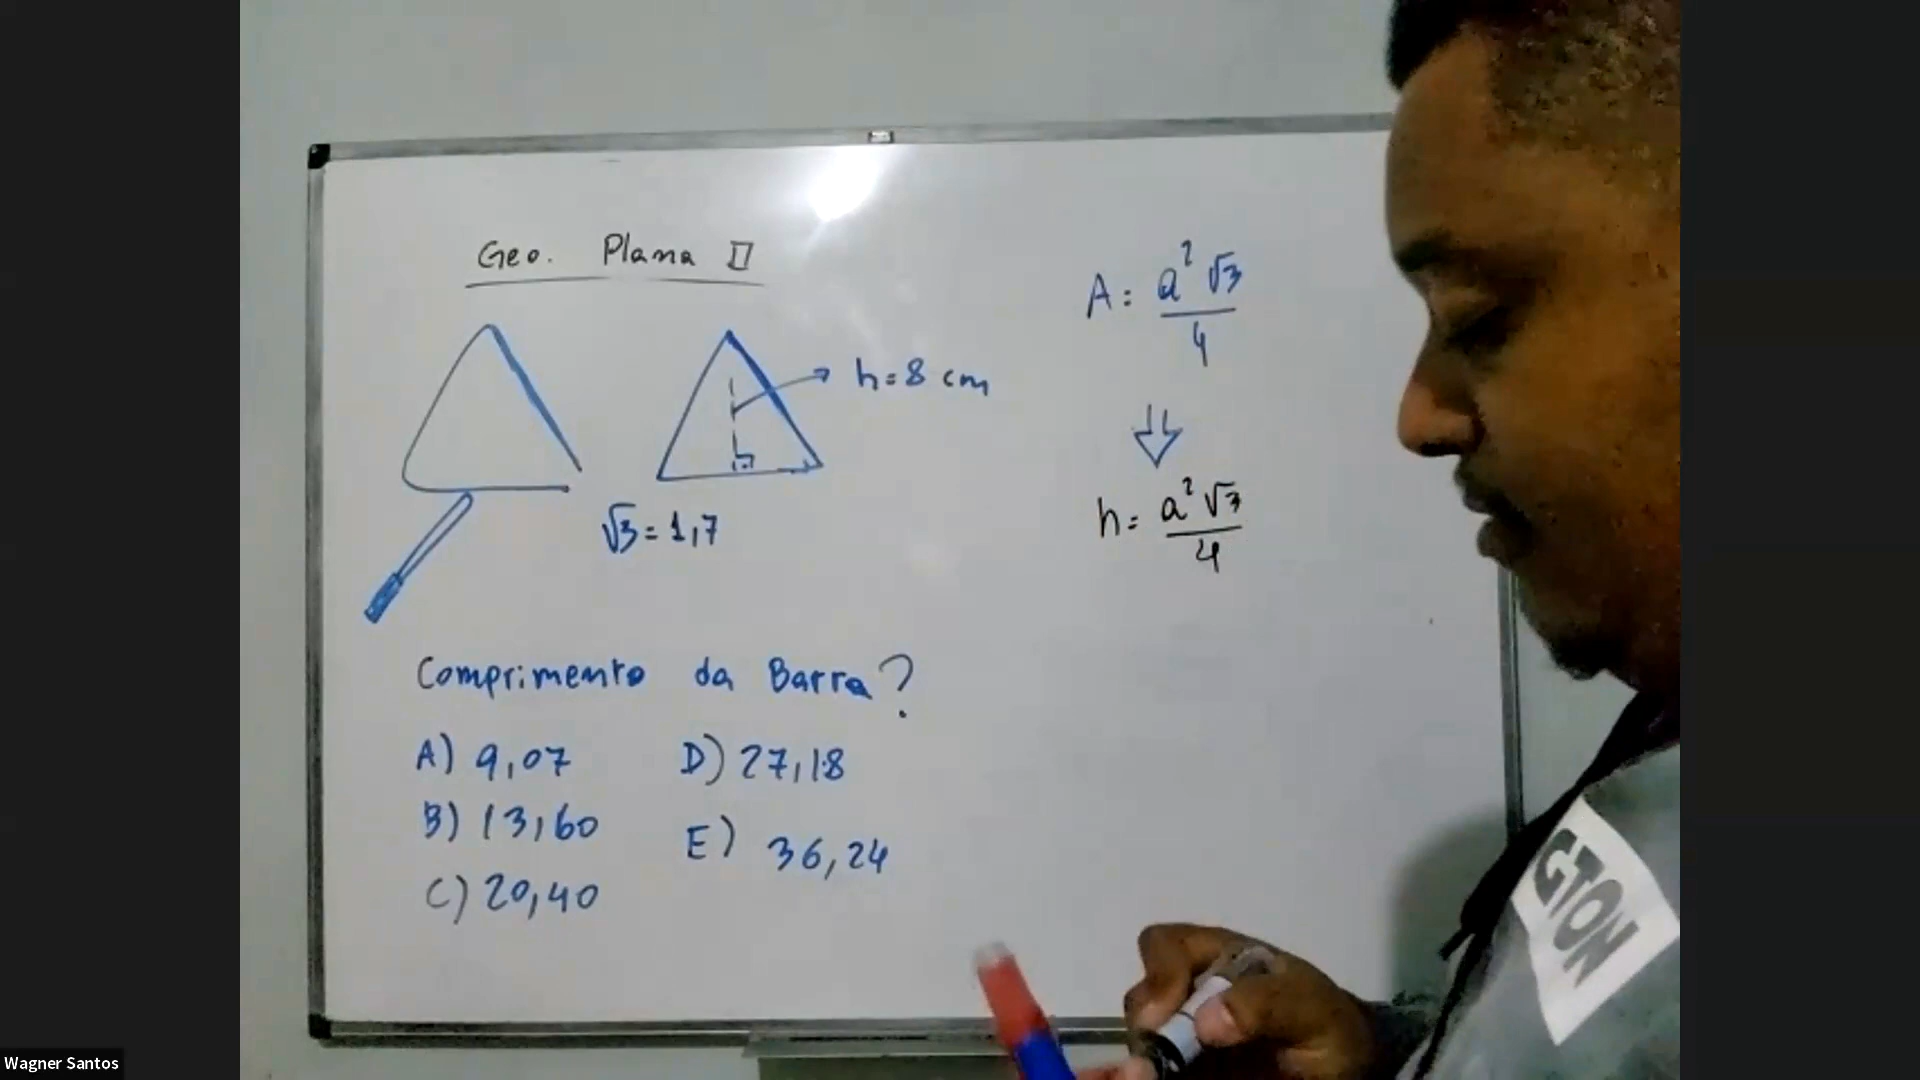 Geo. Plana II
h=8 cm
√3 = 1,7
A: a² √3
4
h= a² √3
4
Comprimento da Barra?
A) 9,07
B) 13,60
C) 20,40
D) 27,18
E) 36,24
GTON
Wagner Santos